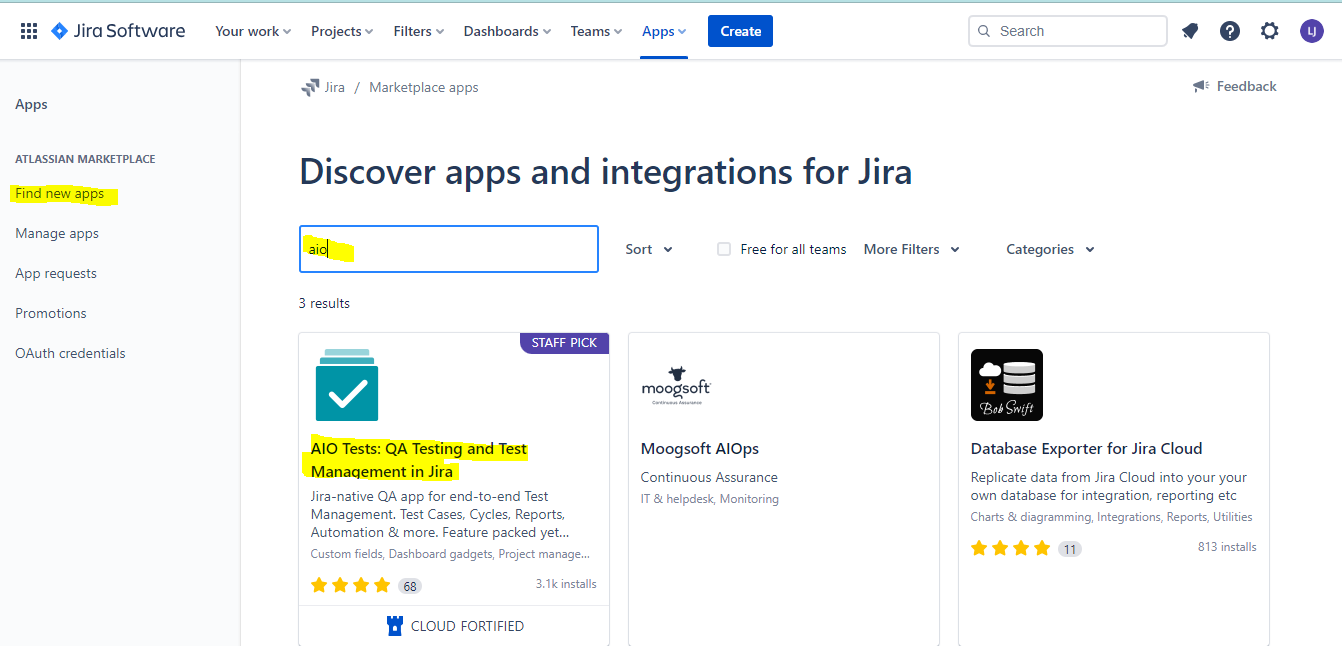 Jira Software Your work Projects Filters Dashboards Teams Apps Create Search IJ
Apps
ATLASSIAN MARKETPLACE
Find new apps
Manage apps
App requests
Promotions
OAuth credentials
Jira / Marketplace apps Feedback
Discover apps and integrations for Jira
aio Sort Free for all teams More Filters Categories
3 results
STAFF PICK
AIO Tests: QA Testing and Test
Management in Jira
Jira-native QA app for end-to-end Test
Management. Test Cases, Cycles, Reports,
Automation & more. Feature packed yet...
Custom fields, Dashboard gadgets, Project manage...
68 3.1k installs
CLOUD FORTIFIED
moogsoft
Continuous Assurance
Moogsoft AIOps
Continuous Assurance
IT & helpdesk, Monitoring
Bob Swift
Database Exporter for Jira Cloud
Replicate data from Jira Cloud into your your
own database for integration, reporting etc
Charts & diagramming, Integrations, Reports, Utilities
11 813 installs